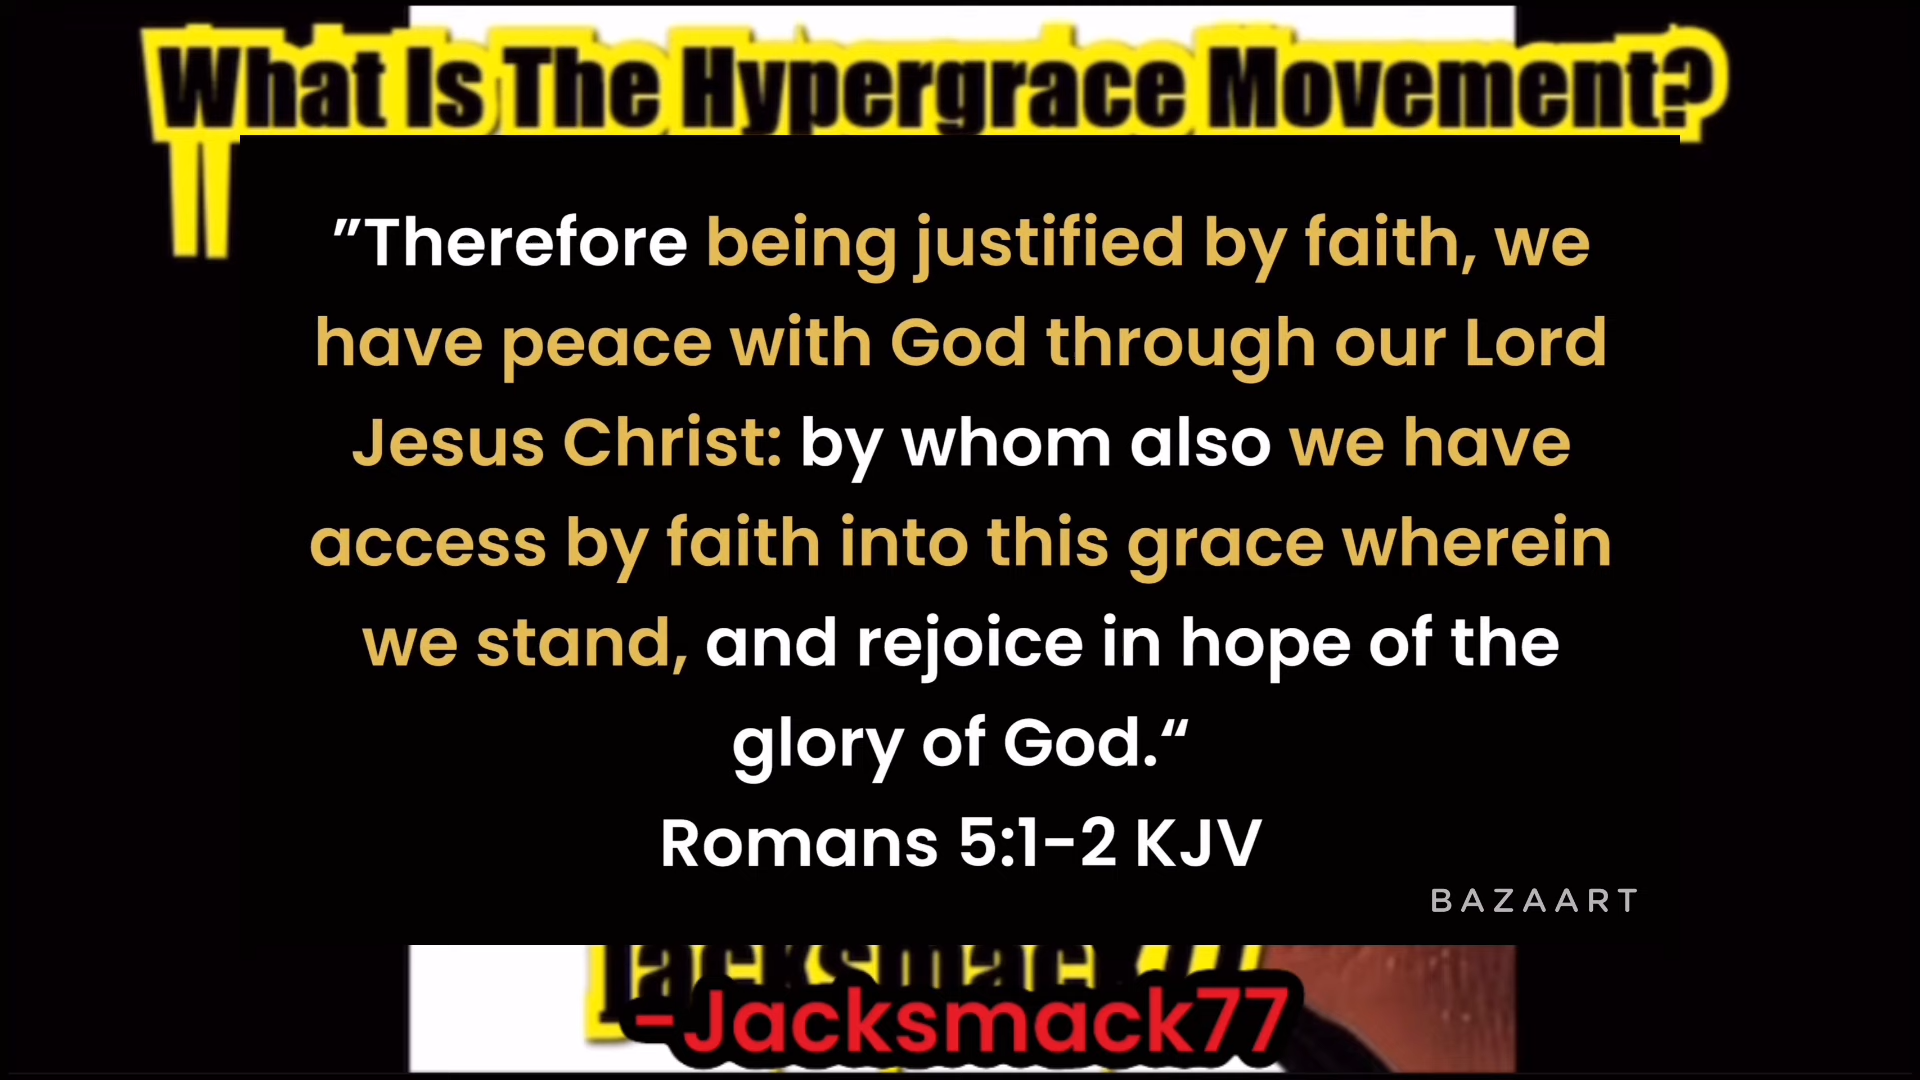 What Is The Hypergrace Movement?
"
”Therefore being justified by faith, we
have peace with God through our Lord
Jesus Christ: by whom also we have
access by faith into this grace wherein
we stand, and rejoice in hope of the
glory of God.“
Romans 5:1-2 KJV
BAZAART
Jacksmack77
-Jacksmack77